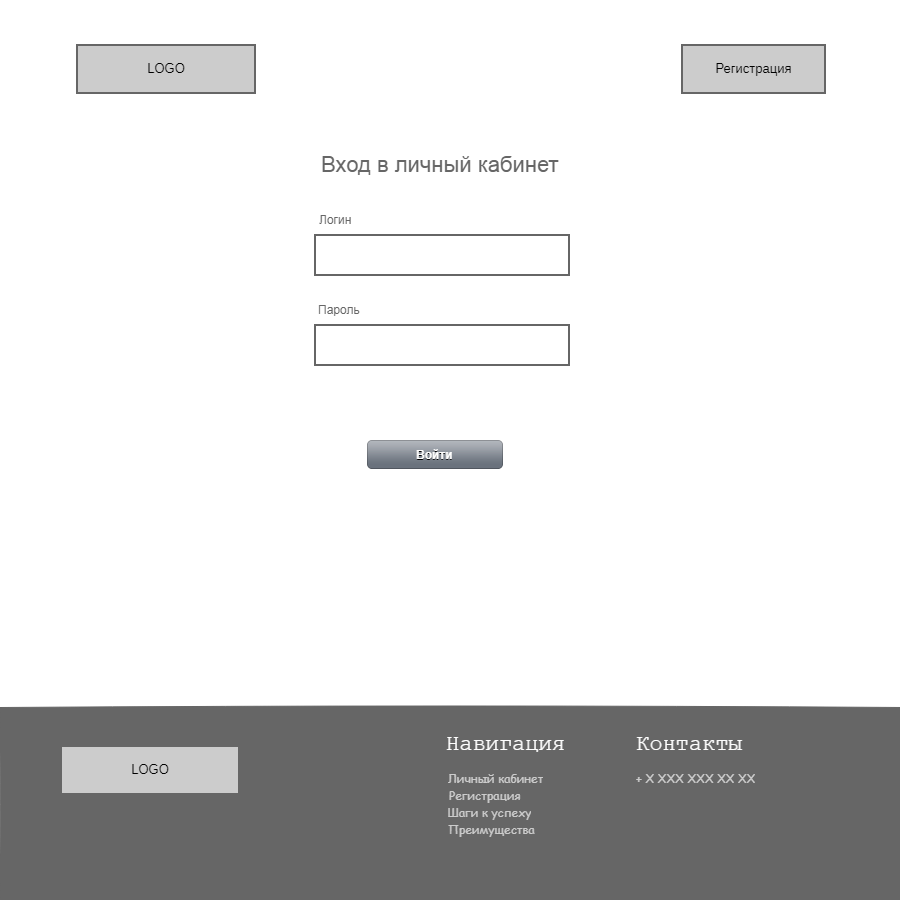 LOGO
Регистрация
Вход в личный кабинет
Логин
Пароль
Войти
LOGO
Навигация
Личный кабинет
Регистрация
Шаги к успеху
Преимущества
Контакты
+ X XXX XXX XX XX